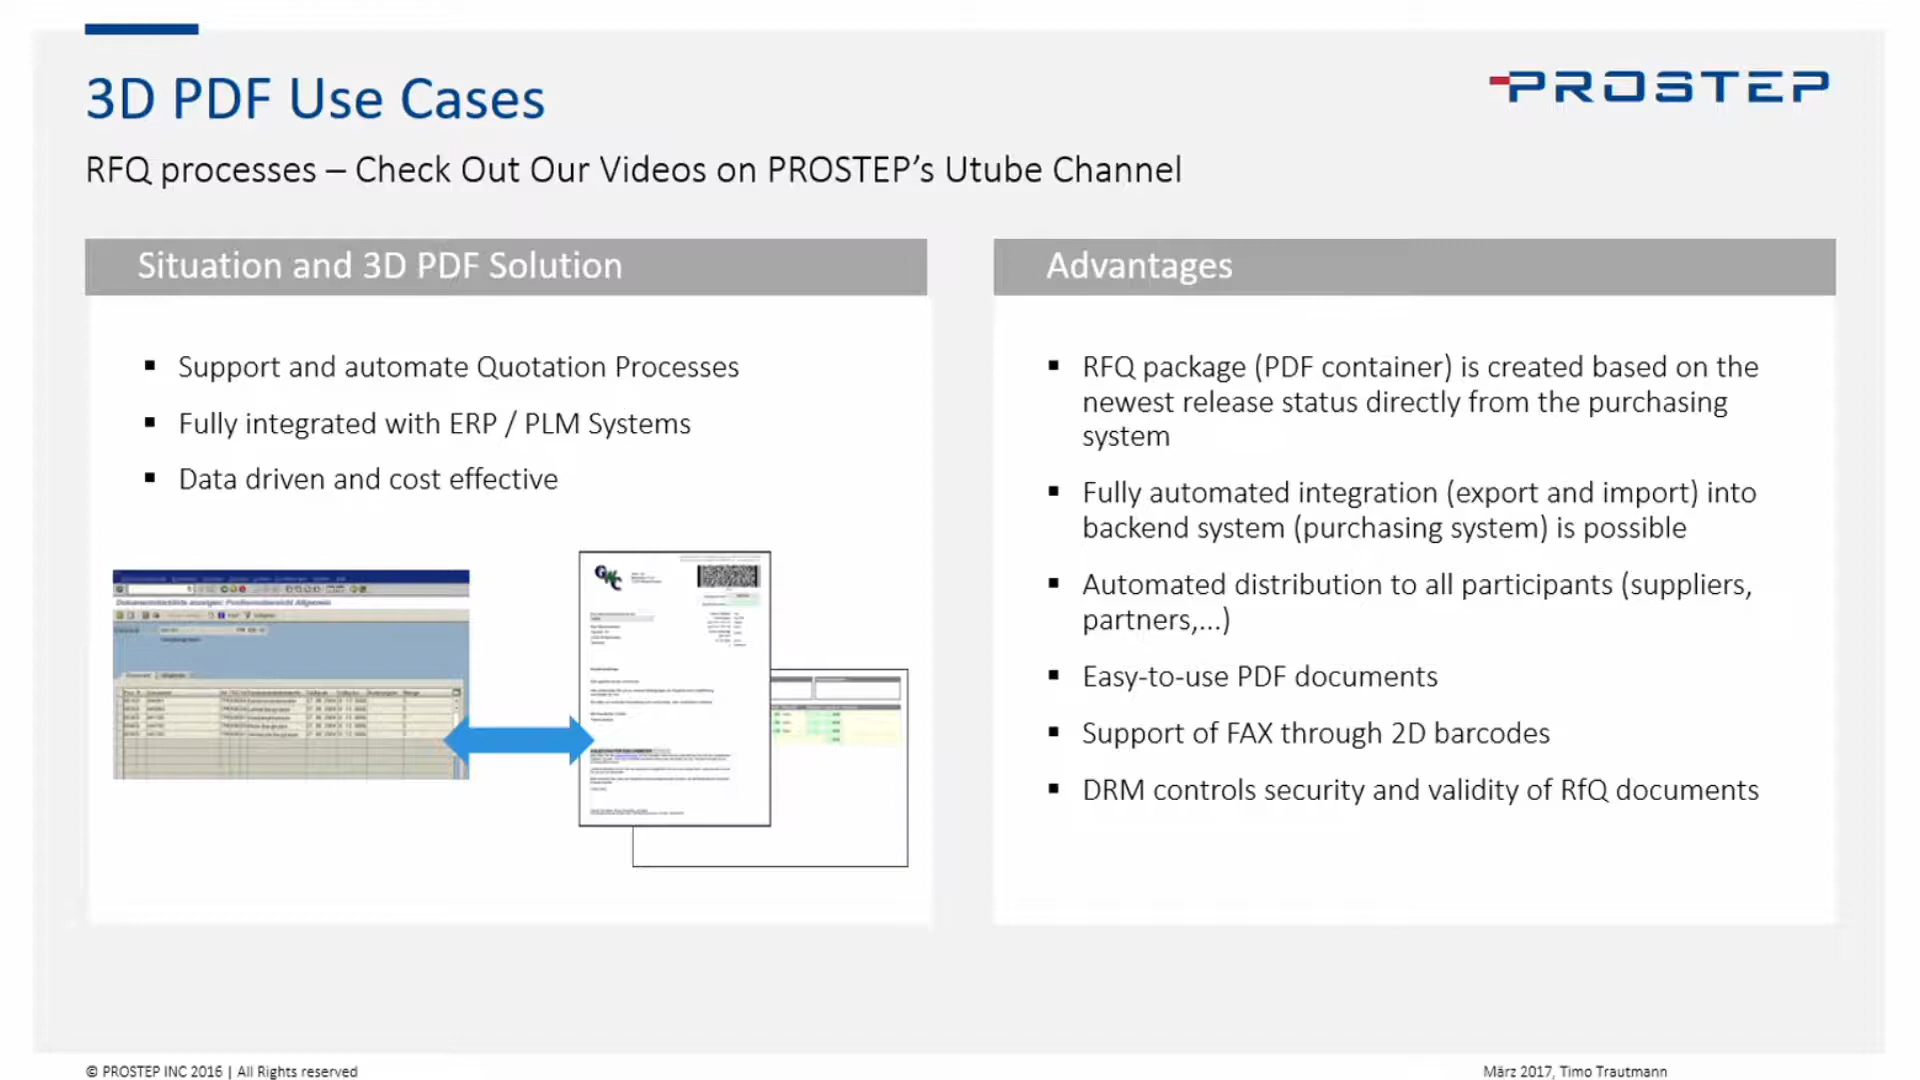 3D PDF Use Cases
PROSTEP
RFQ processes – Check Out Our Videos on PROSTEP’s Utube Channel
Situation and 3D PDF Solution
▪ Support and automate Quotation Processes
▪ Fully integrated with ERP / PLM Systems
▪ Data driven and cost effective
GWC
Advantages
▪ RFQ package (PDF container) is created based on the
newest release status directly from the purchasing
system
▪ Fully automated integration (export and import) into
backend system (purchasing system) is possible
▪ Automated distribution to all participants (suppliers,
partners,...)
▪ Easy-to-use PDF documents
▪ Support of FAX through 2D barcodes
▪ DRM controls security and validity of RfQ documents
© PROSTEP INC 2016 | All Rights reserved
März 2017, Timo Trautmann